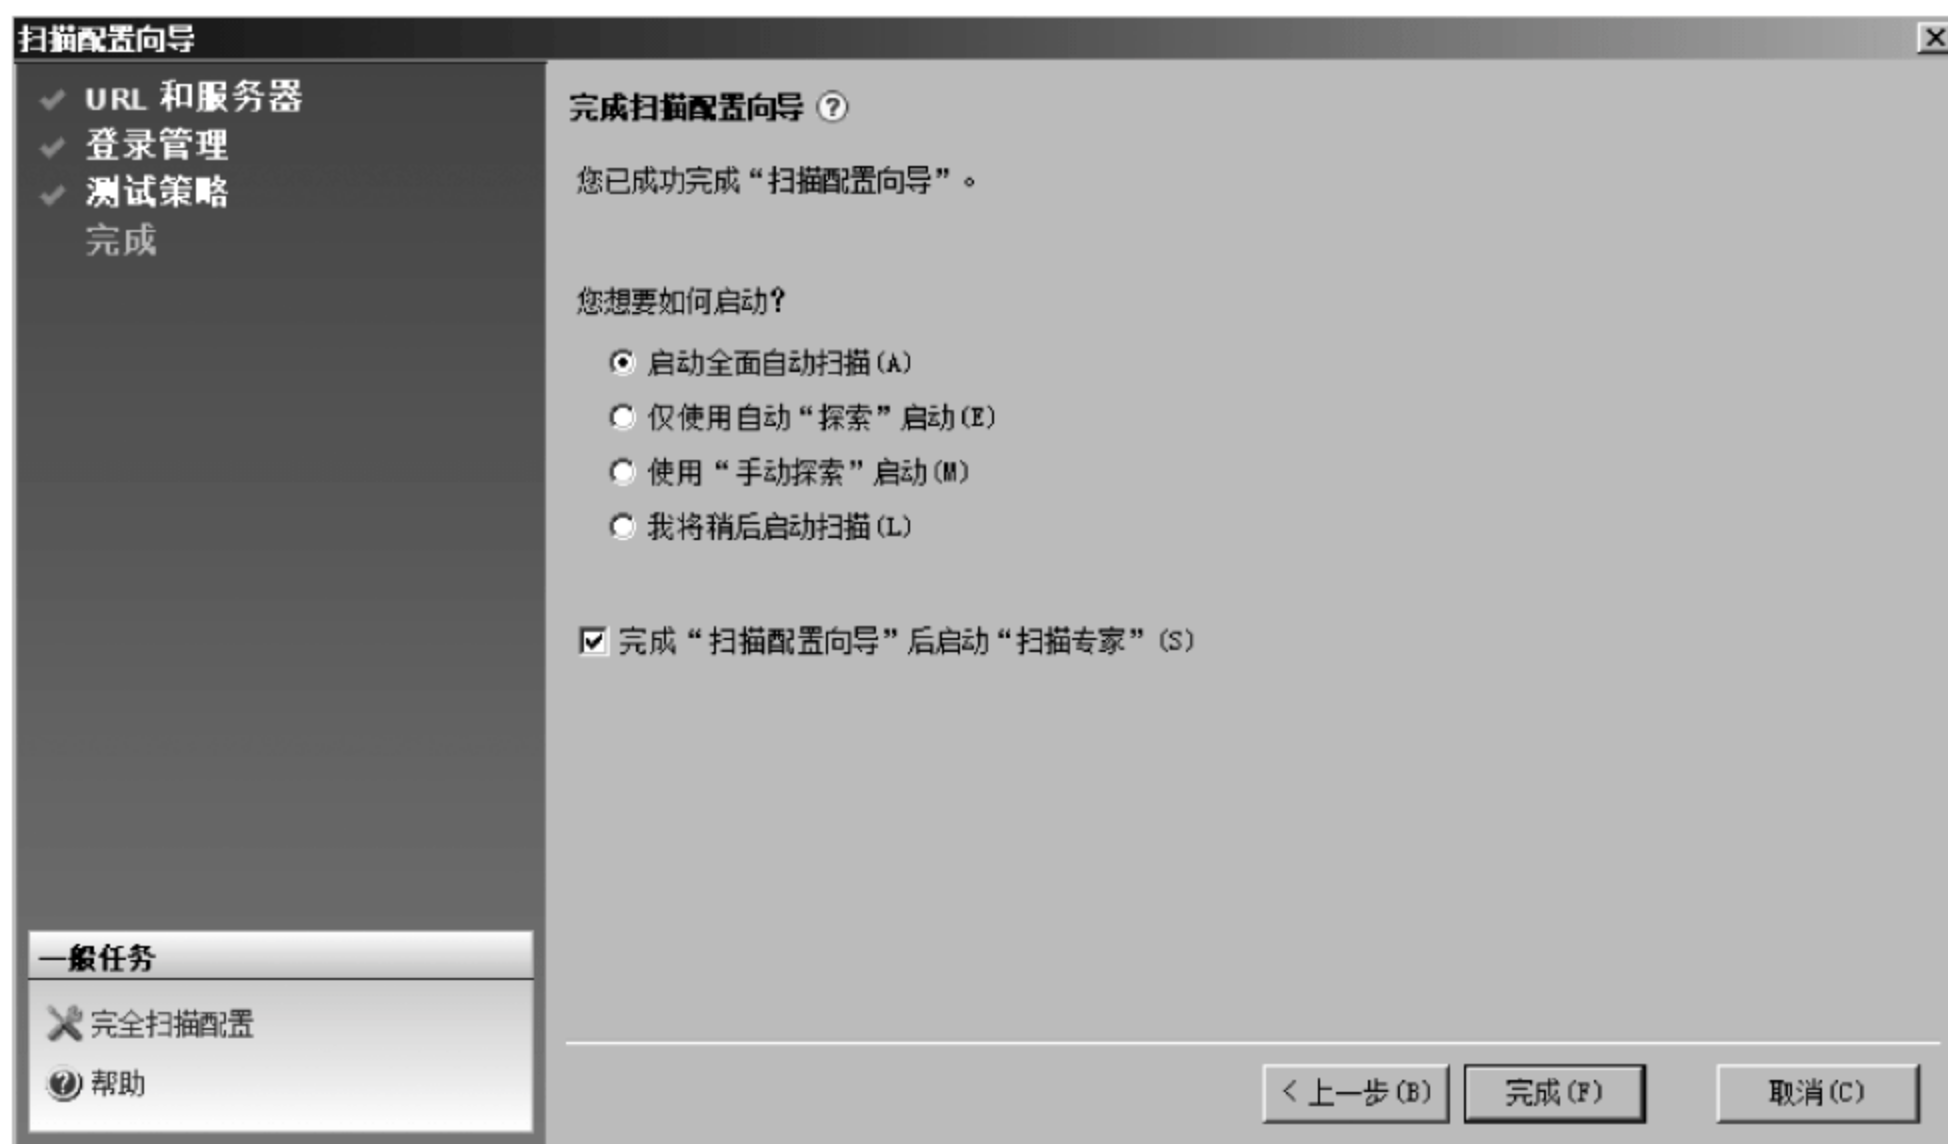 扫描配置向导
URL 和服务器
登录管理
测试策略
完成
完成扫描配置向导 ?
您已成功完成“扫描配置向导”。
您想要如何启动?
启动全面自动扫描(A)
仅使用自动“探索”启动(E)
使用“手动探索”启动(M)
我将稍后启动扫描(L)
完成“扫描配置向导”后启动“扫描专家”(S)
一般任务
完全扫描配置
帮助
< 上一步(B)
完成(F)
取消(C)